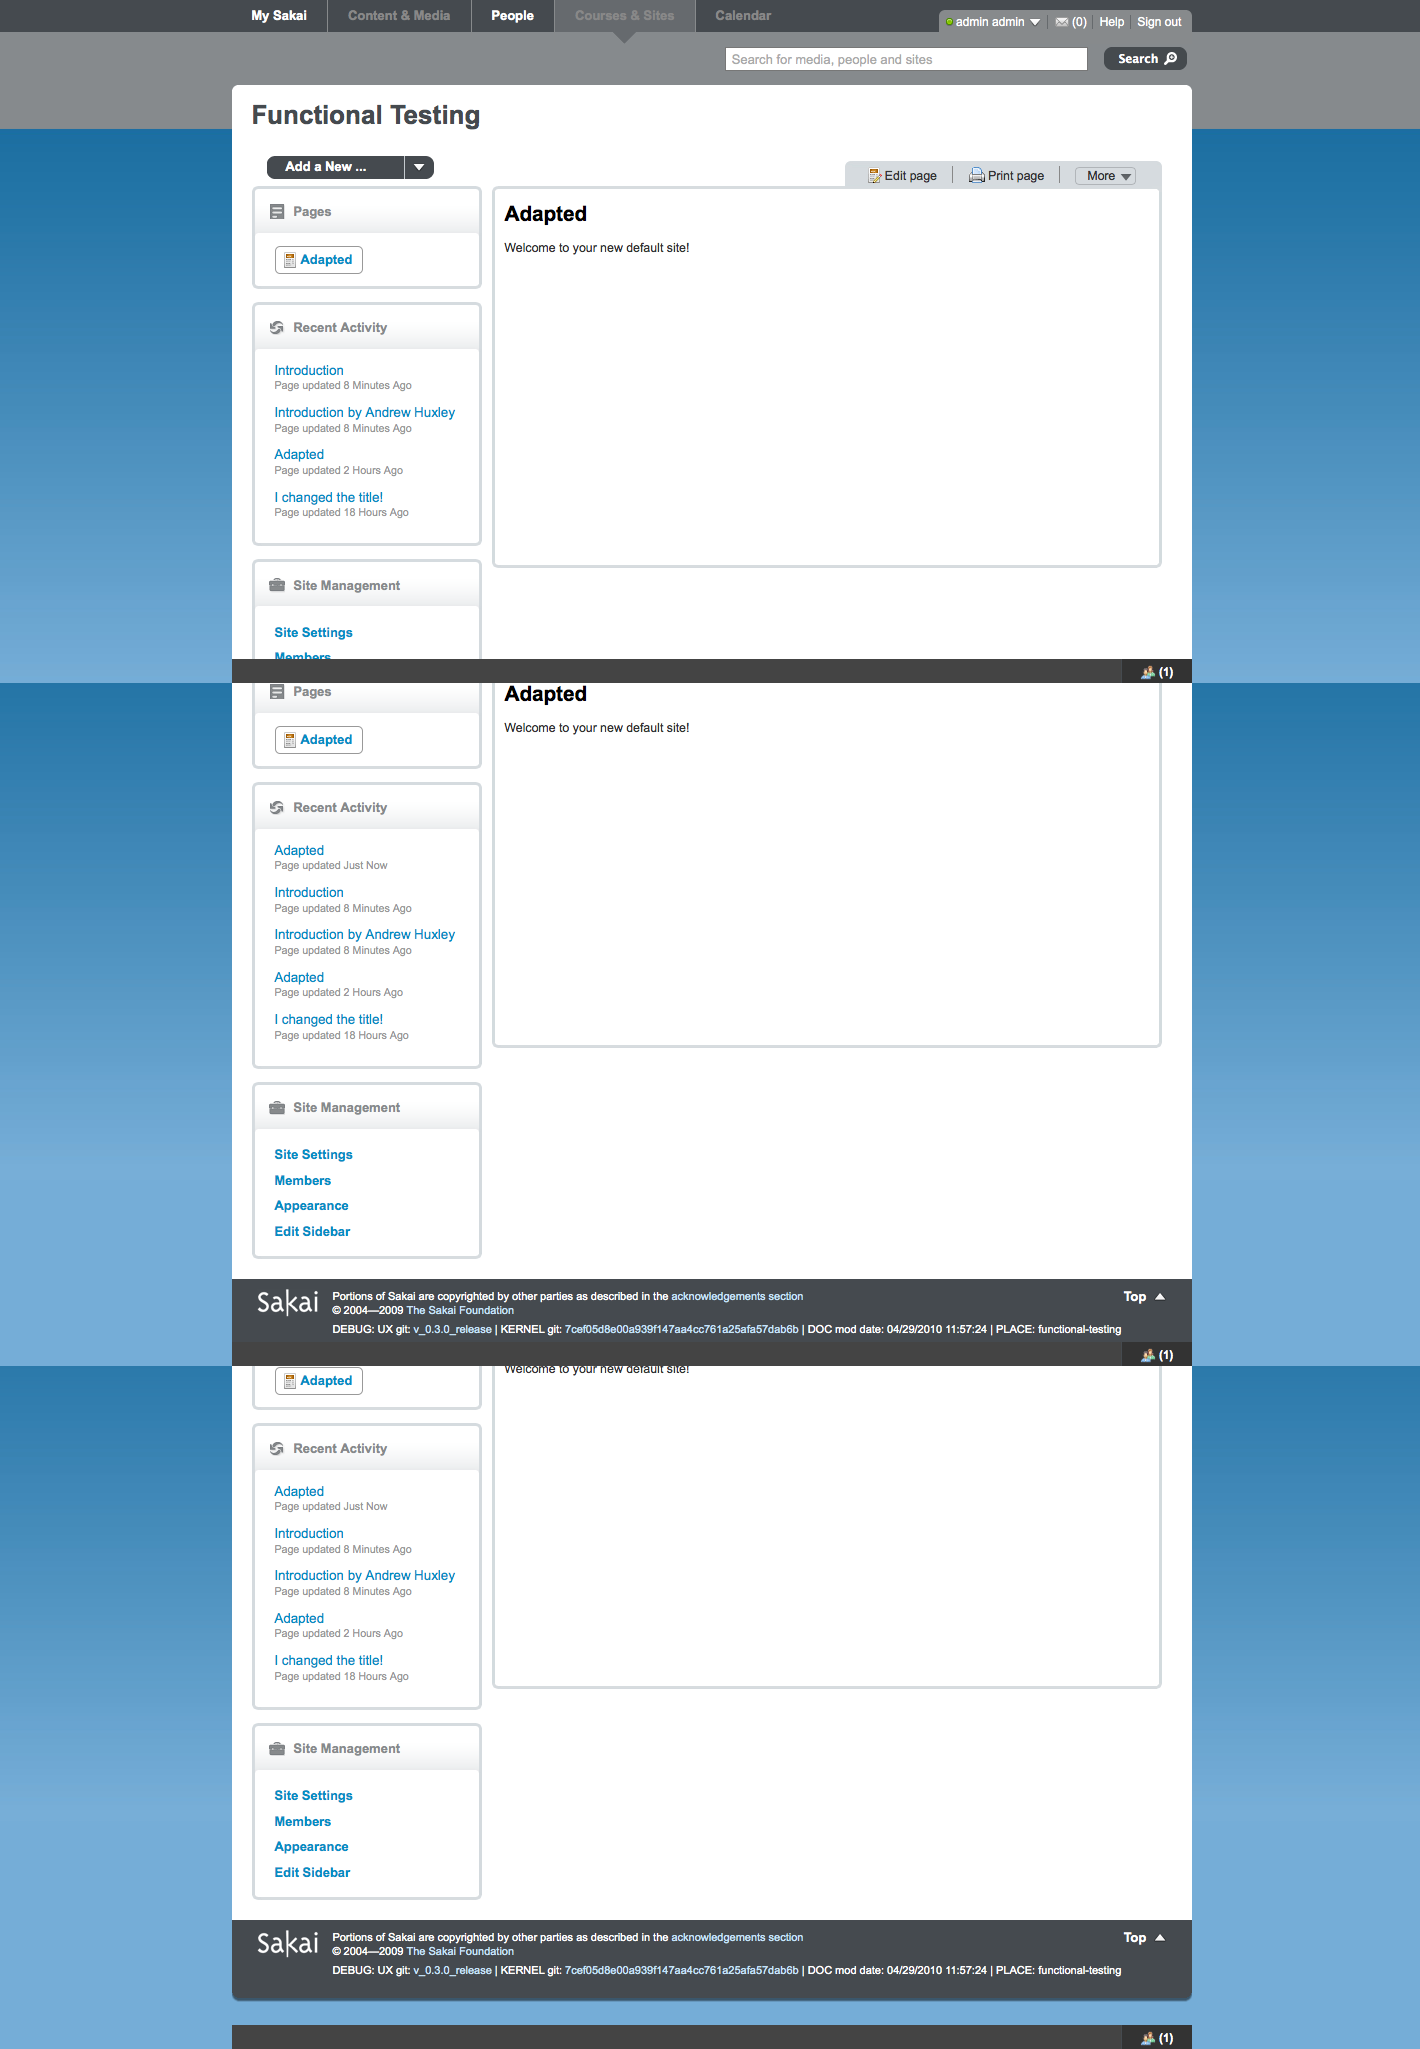 My Sakai
Content & Media
People
Courses & Sites
Calendar
admin admin
(0)
Help
Sign out
Search for media, people and sites
Search
Functional Testing
Add a New ...
Edit page
Print page
More
Pages
Adapted
Adapted
Welcome to your new default site!
Recent Activity
Introduction
Page updated 8 Minutes Ago
Introduction by Andrew Huxley
Page updated 8 Minutes Ago
Adapted
Page updated 2 Hours Ago
I changed the title!
Page updated 18 Hours Ago
Site Management
Site Settings
Members
(1)
Pages
Adapted
Adapted
Welcome to your new default site!
Recent Activity
Adapted
Page updated Just Now
Introduction
Page updated 8 Minutes Ago
Introduction by Andrew Huxley
Page updated 8 Minutes Ago
Adapted
Page updated 2 Hours Ago
I changed the title!
Page updated 18 Hours Ago
Site Management
Site Settings
Members
Appearance
Edit Sidebar
Sakai
Portions of Sakai are copyrighted by other parties as described in the acknowledgements section
© 2004—2009 The Sakai Foundation
DEBUG: UX git: v_0.3.0_release | KERNEL git: 7cef05d8e00a939f147aa4cc761a25afa57dab6b | DOC mod date: 04/29/2010 11:57:24 | PLACE: functional-testing
Top
(1)
Adapted
Welcome to your new default site!
Recent Activity
Adapted
Page updated Just Now
Introduction
Page updated 8 Minutes Ago
Introduction by Andrew Huxley
Page updated 8 Minutes Ago
Adapted
Page updated 2 Hours Ago
I changed the title!
Page updated 18 Hours Ago
Site Management
Site Settings
Members
Appearance
Edit Sidebar
Sakai
Portions of Sakai are copyrighted by other parties as described in the acknowledgements section
© 2004—2009 The Sakai Foundation
DEBUG: UX git: v_0.3.0_release | KERNEL git: 7cef05d8e00a939f147aa4cc761a25afa57dab6b | DOC mod date: 04/29/2010 11:57:24 | PLACE: functional-testing
Top
(1)